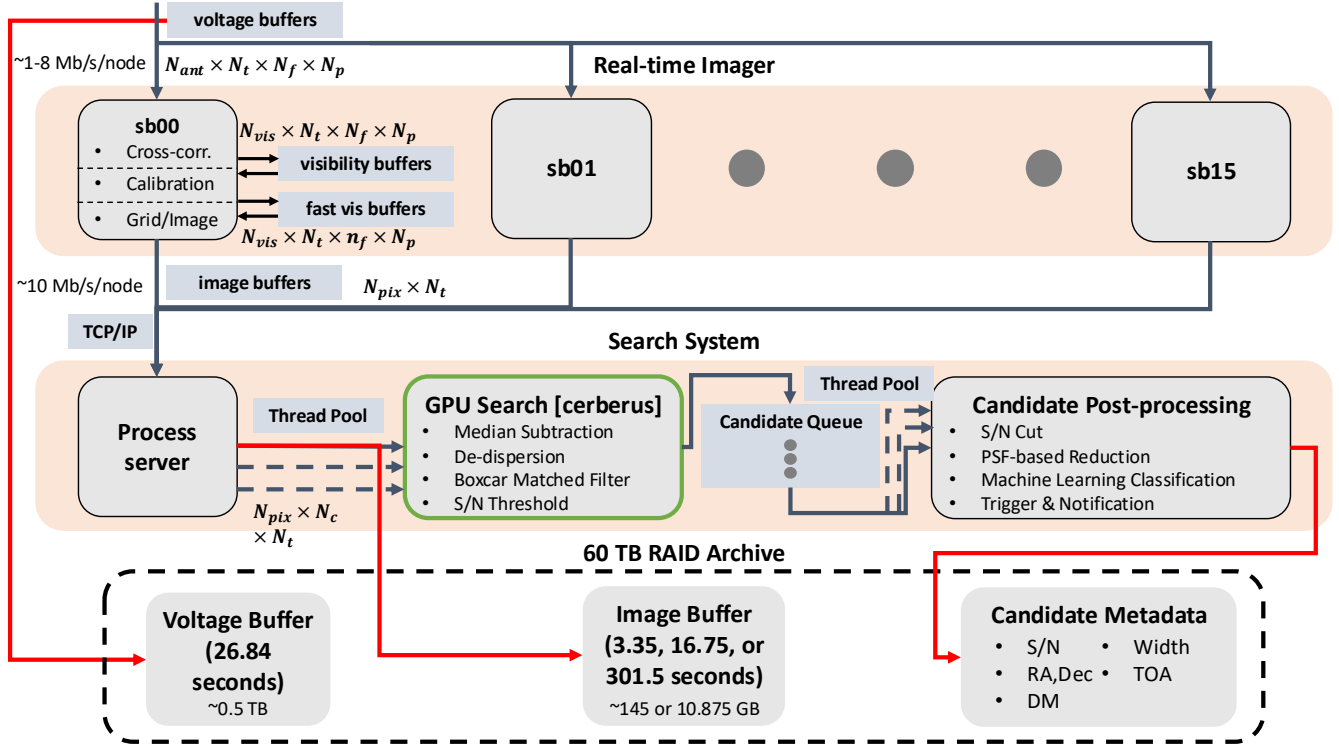 voltage buffers
~1-8 Mb/s/node
N_ant × N_t × N_f × N_p
Real-time Imager
sb00
• Cross-corr.
• Calibration
• Grid/Image
N_vis × N_t × N_f × N_p
visibility buffers
fast vis buffers
N_vis × N_t × n_f × N_p
sb01
sb15
~10 Mb/s/node
image buffers
N_pix × N_t
TCP/IP
Search System
Process
server
Thread Pool
N_pix × N_c
× N_t
GPU Search [cerberus]
• Median Subtraction
• De-dispersion
• Boxcar Matched Filter
• S/N Threshold
Candidate Queue
Thread Pool
Candidate Post-processing
• S/N Cut
• PSF-based Reduction
• Machine Learning Classification
• Trigger & Notification
60 TB RAID Archive
Voltage Buffer
(26.84
seconds)
~0.5 TB
Image Buffer
(3.35, 16.75, or
301.5 seconds)
~145 or 10.875 GB
Candidate Metadata
• S/N
• RA,Dec
• DM
• Width
• TOA